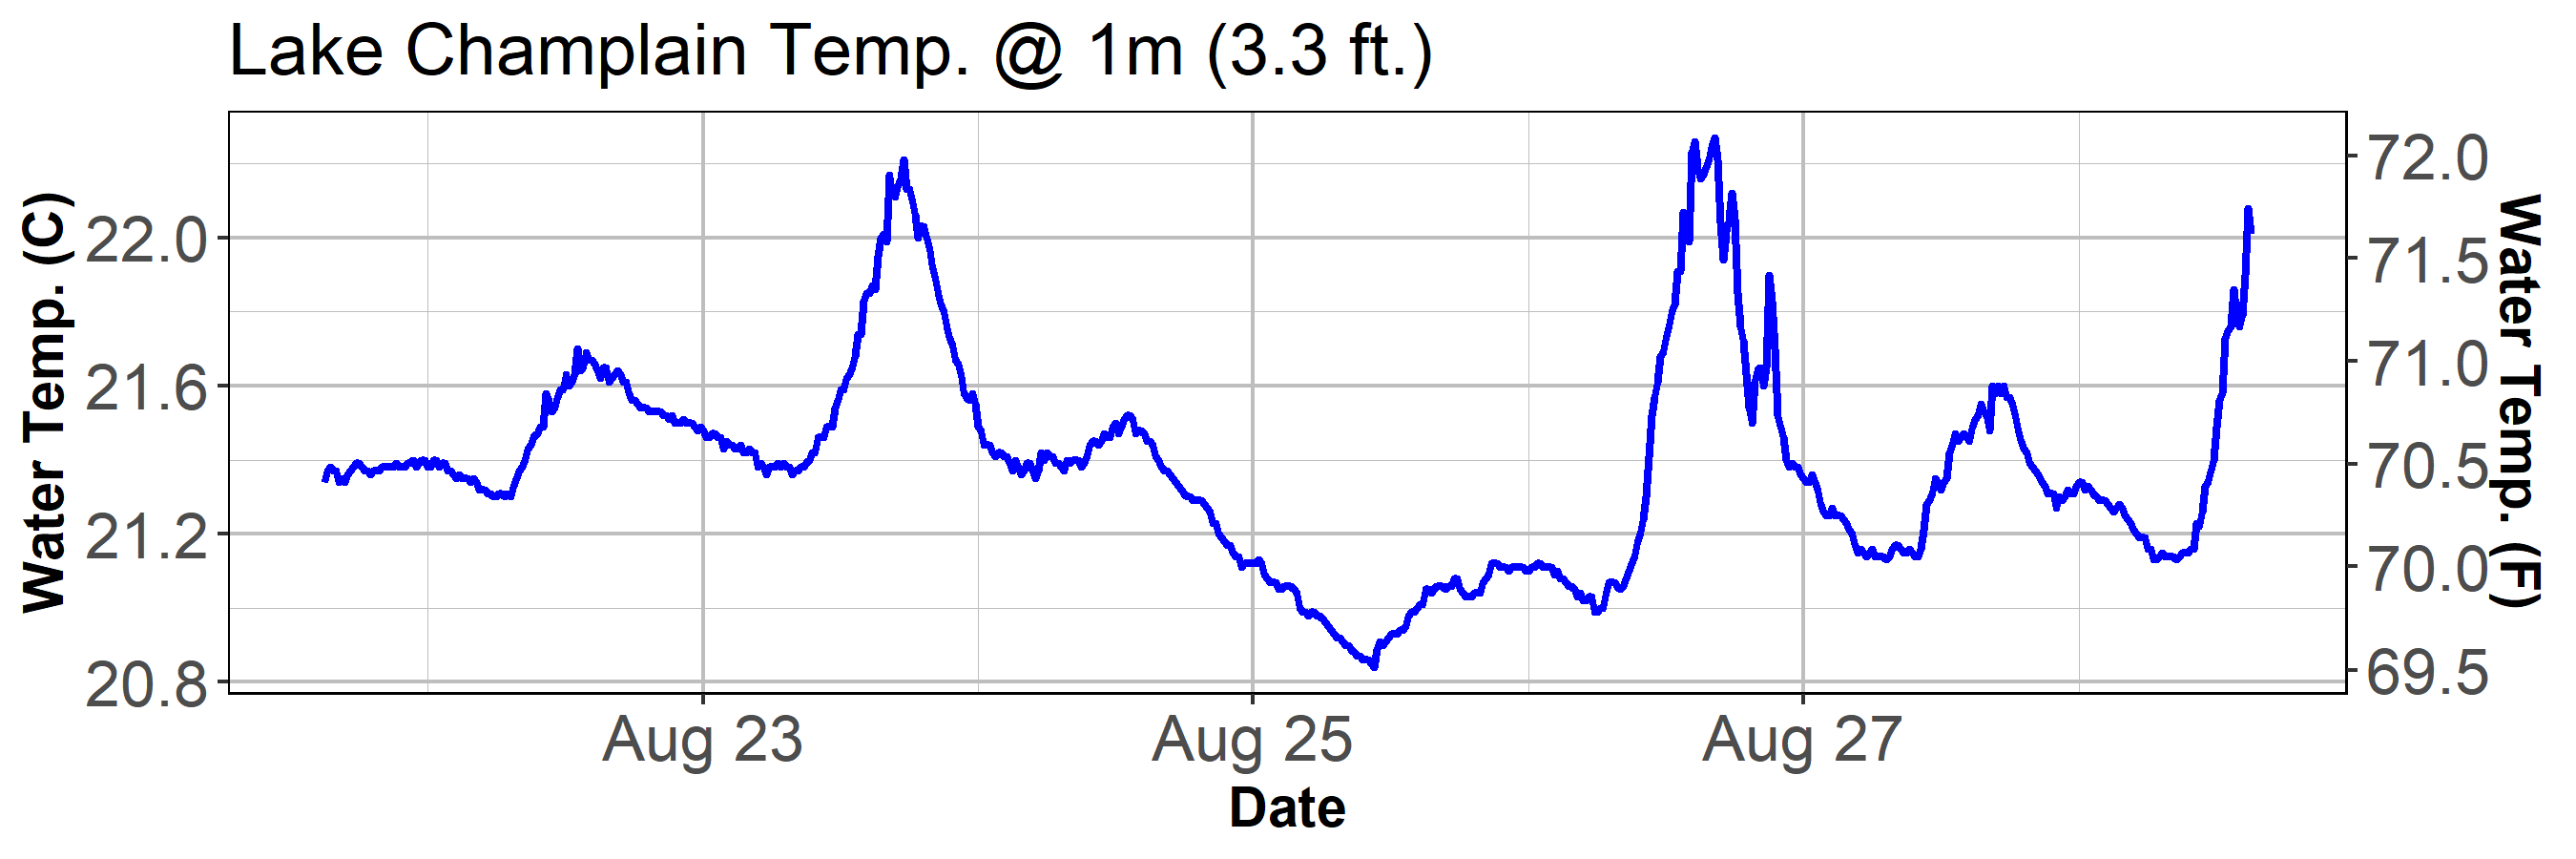 Lake Champlain Temp. @ 1m (3.3 ft.)
Water Temp. (C)
22.0
21.6
21.2
20.8
72.0
71.5
71.0
70.5
70.0
69.5
Water Temp. (F)
Aug 23
Aug 25
Aug 27
Date